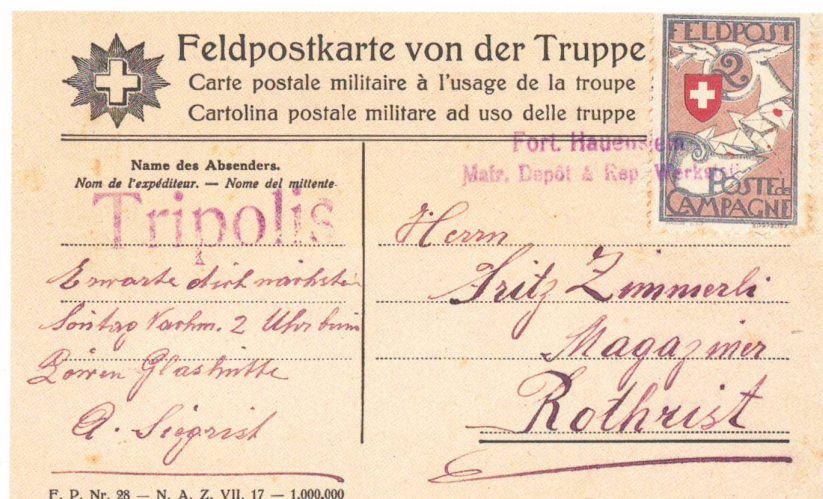 Feldpostkarte von der Truppe
Carte postale militaire à l'usage de la troupe
Cartolina postale militare ad uso delle truppe
FELDPOST
2
POSTE de
CAMPAGNE
Fort. Hauenstein
Matr. Depôt & Rep. Werkst.
Name des Absenders.
Nom de l'expéditeur. — Nome del mittente
Tripolis
Erwarte dich nächsten
Sontag Nachm. 2 Uhr beim
Löwen Glashütte
A. Siegrist
Herrn
Fritz Zimmerli
Magaziner
Rothrist
F. P. Nr. 28 — N. A. Z. VII. 17 — 1,000,000